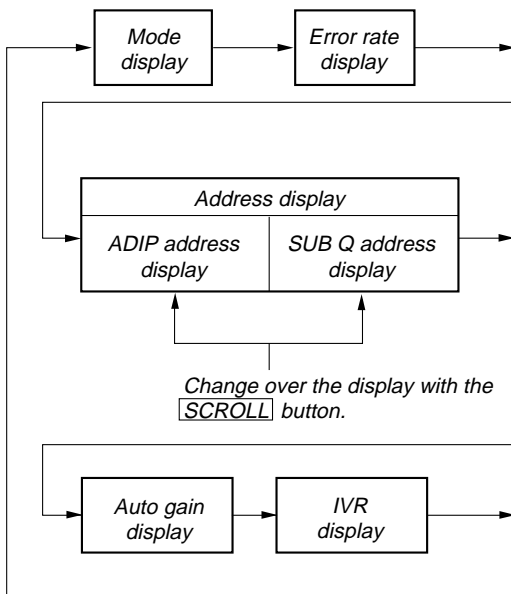 Mode
display
Error rate
display
Address display
ADIP address
display
SUB Q address
display
Change over the display with the
SCROLL button.
Auto gain
display
IVR
display